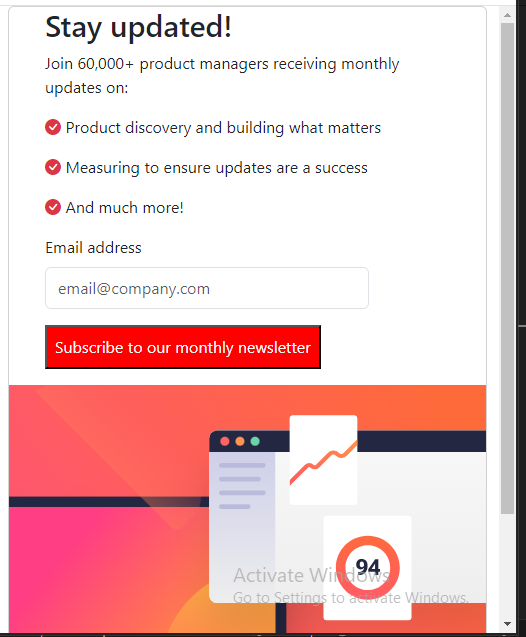 Stay updated!
Join 60,000+ product managers receiving monthly
updates on:
Product discovery and building what matters
Measuring to ensure updates are a success
And much more!
Email address
email@company.com
Subscribe to our monthly newsletter
94
Activate Windows
Go to Settings to activate Windows.